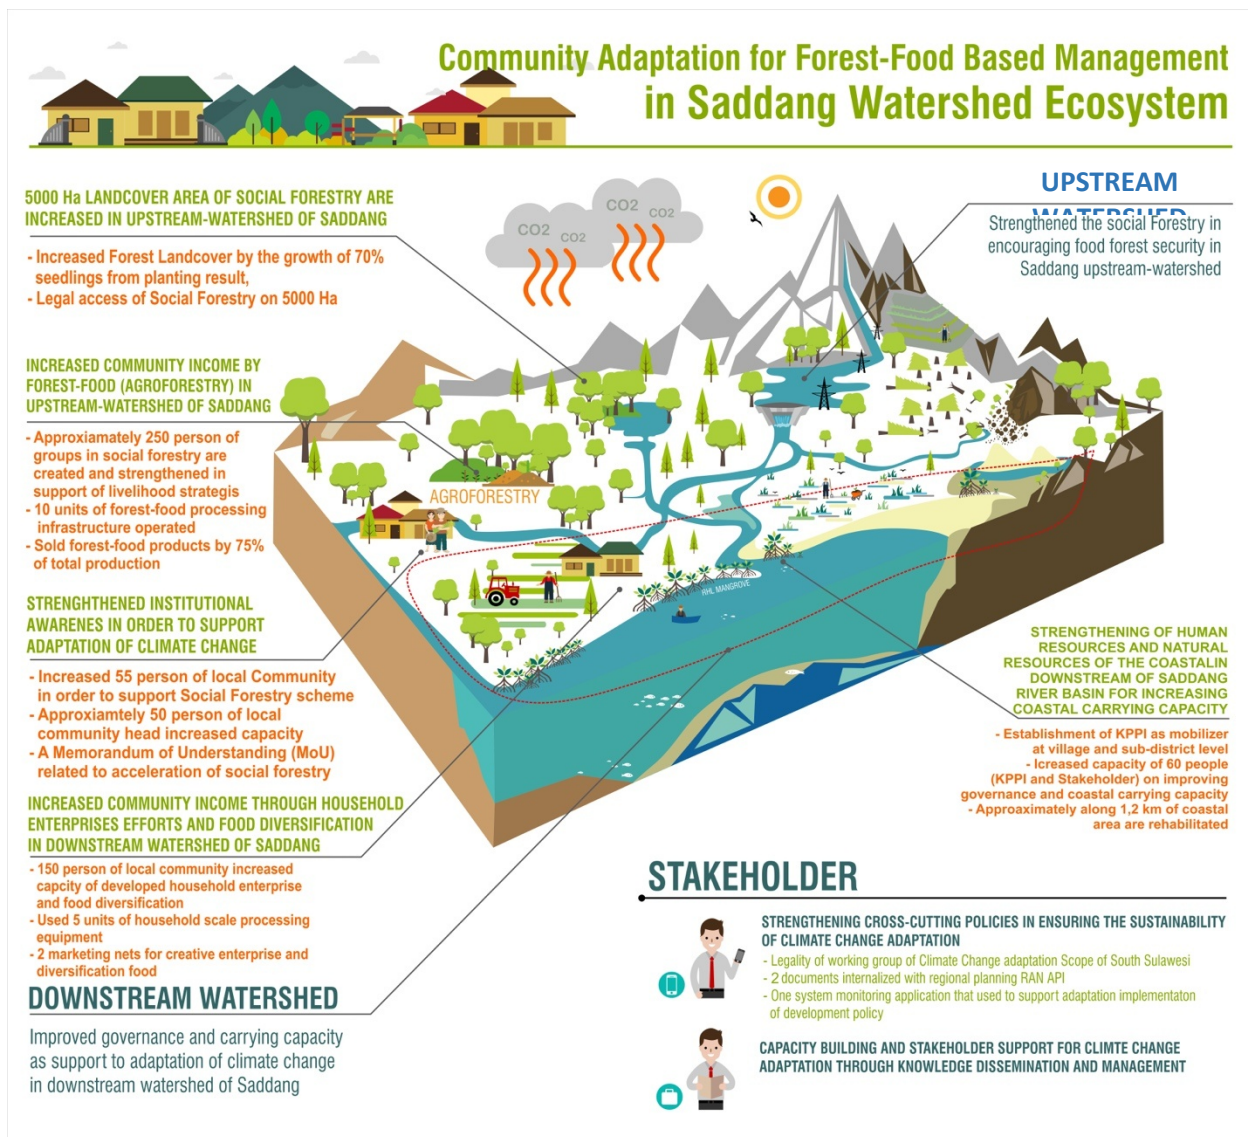 Community Adaptation for Forest-Food Based Management
in Saddang Watershed Ecosystem
5000 Ha LANDCOVER AREA OF SOCIAL FORESTRY ARE
INCREASED IN UPSTREAM-WATERSHED OF SADDANG
- Increased Forest Landcover by the growth of 70%
seedlings from planting result,
- Legal access of Social Forestry on 5000 Ha
CO2
CO2
CO2
CO2
UPSTREAM
WATERSHED
Strengthened the social Forestry in
encouraging food forest security in
Saddang upstream-watershed
INCREASED COMMUNITY INCOME BY
FOREST-FOOD (AGROFORESTRY) IN
UPSTREAM-WATERSHED OF SADDANG
- Approxiamately 250 person of
groups in social forestry are
created and strengthened in
support of livelihood strategis
- 10 units of forest-food processing
infrastructure operated
- Sold forest-food products by 75%
of total production
AGROFORESTRY
RHL MANGROVE
STRENGHTHENED INSTITUTIONAL
AWARENES IN ORDER TO SUPPORT
ADAPTATION OF CLIMATE CHANGE
- Increased 55 person of local Community
in order to support Social Forestry scheme
- Approxiamtely 50 person of local
community head increased capacity
- A Memorandum of Understanding (MoU)
related to acceleration of social forestry
INCREASED COMMUNITY INCOME THROUGH HOUSEHOLD
ENTERPRISES EFFORTS AND FOOD DIVERSIFICATION
IN DOWNSTREAM WATERSHED OF SADDANG
- 150 person of local community increased
capcity of developed household enterprise
and food diversification
- Used 5 units of household scale processing
equipment
- 2 marketing nets for creative enterprise and
diversification food
DOWNSTREAM WATERSHED
Improved governance and carrying capacity
as support to adaptation of climate change
in downstream watershed of Saddang
STRENGTHENING OF HUMAN
RESOURCES AND NATURAL
RESOURCES OF THE COASTALIN
DOWNSTREAM OF SADDANG
RIVER BASIN FOR INCREASING
COASTAL CARRYING CAPACITY
- Establishment of KPPI as mobilizer
at village and sub-district level
- Icreased capacity of 60 people
(KPPI and Stakeholder) on improving
governance and coastal carrying capacity
- Approaximately along 1,2 km of coastal
area are rehabilitated
STAKEHOLDER
STRENGTHENING CROSS-CUTTING POLICIES IN ENSURING THE SUSTAINABILITY
OF CLIMATE CHANGE ADAPTATION
- Legality of working group of Climate Change adaptation Scope of South Sulawesi
- 2 documents internalized with regional planning RAN API
- One system monitoring application that used to support adaptation implementaton
of development policy
CAPACITY BUILDING AND STAKEHOLDER SUPPORT FOR CLIMTE CHANGE
ADAPTATION THROUGH KNOWLEDGE DISSEMINATION AND MANAGEMENT